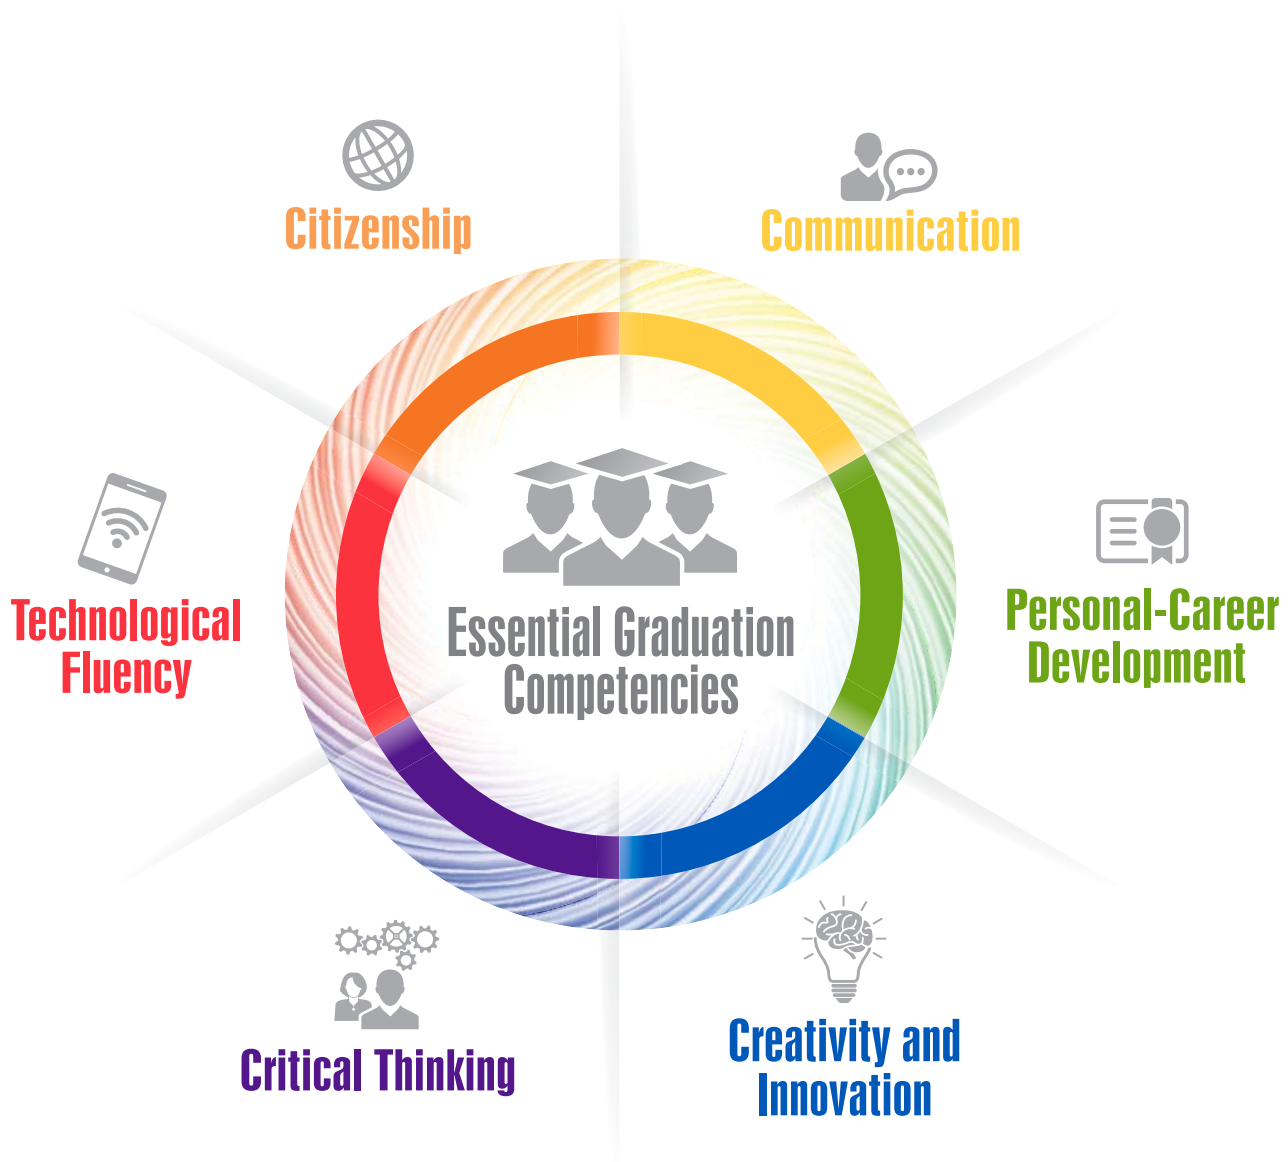 Citizenship
Communication
Technological
Fluency
Essential Graduation
Competencies
Personal-Career
Development
Critical Thinking
Creativity and
Innovation